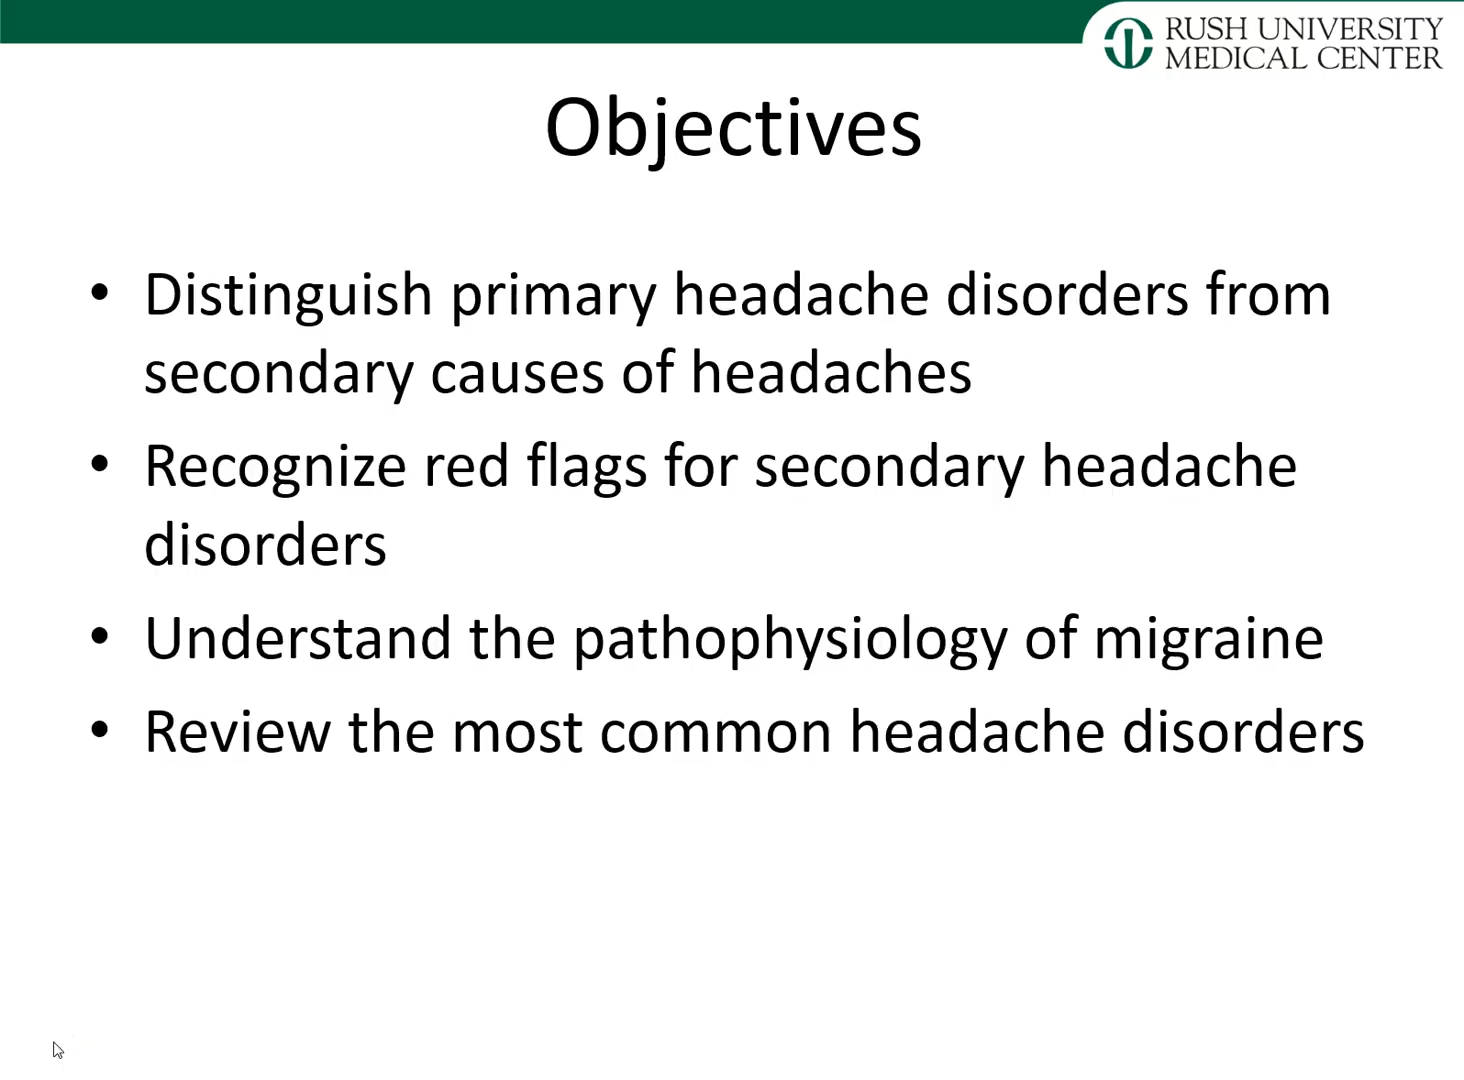 RUSH UNIVERSITY
MEDICAL CENTER
Objectives
• Distinguish primary headache disorders from
secondary causes of headaches
• Recognize red flags for secondary headache
disorders
• Understand the pathophysiology of migraine
• Review the most common headache disorders